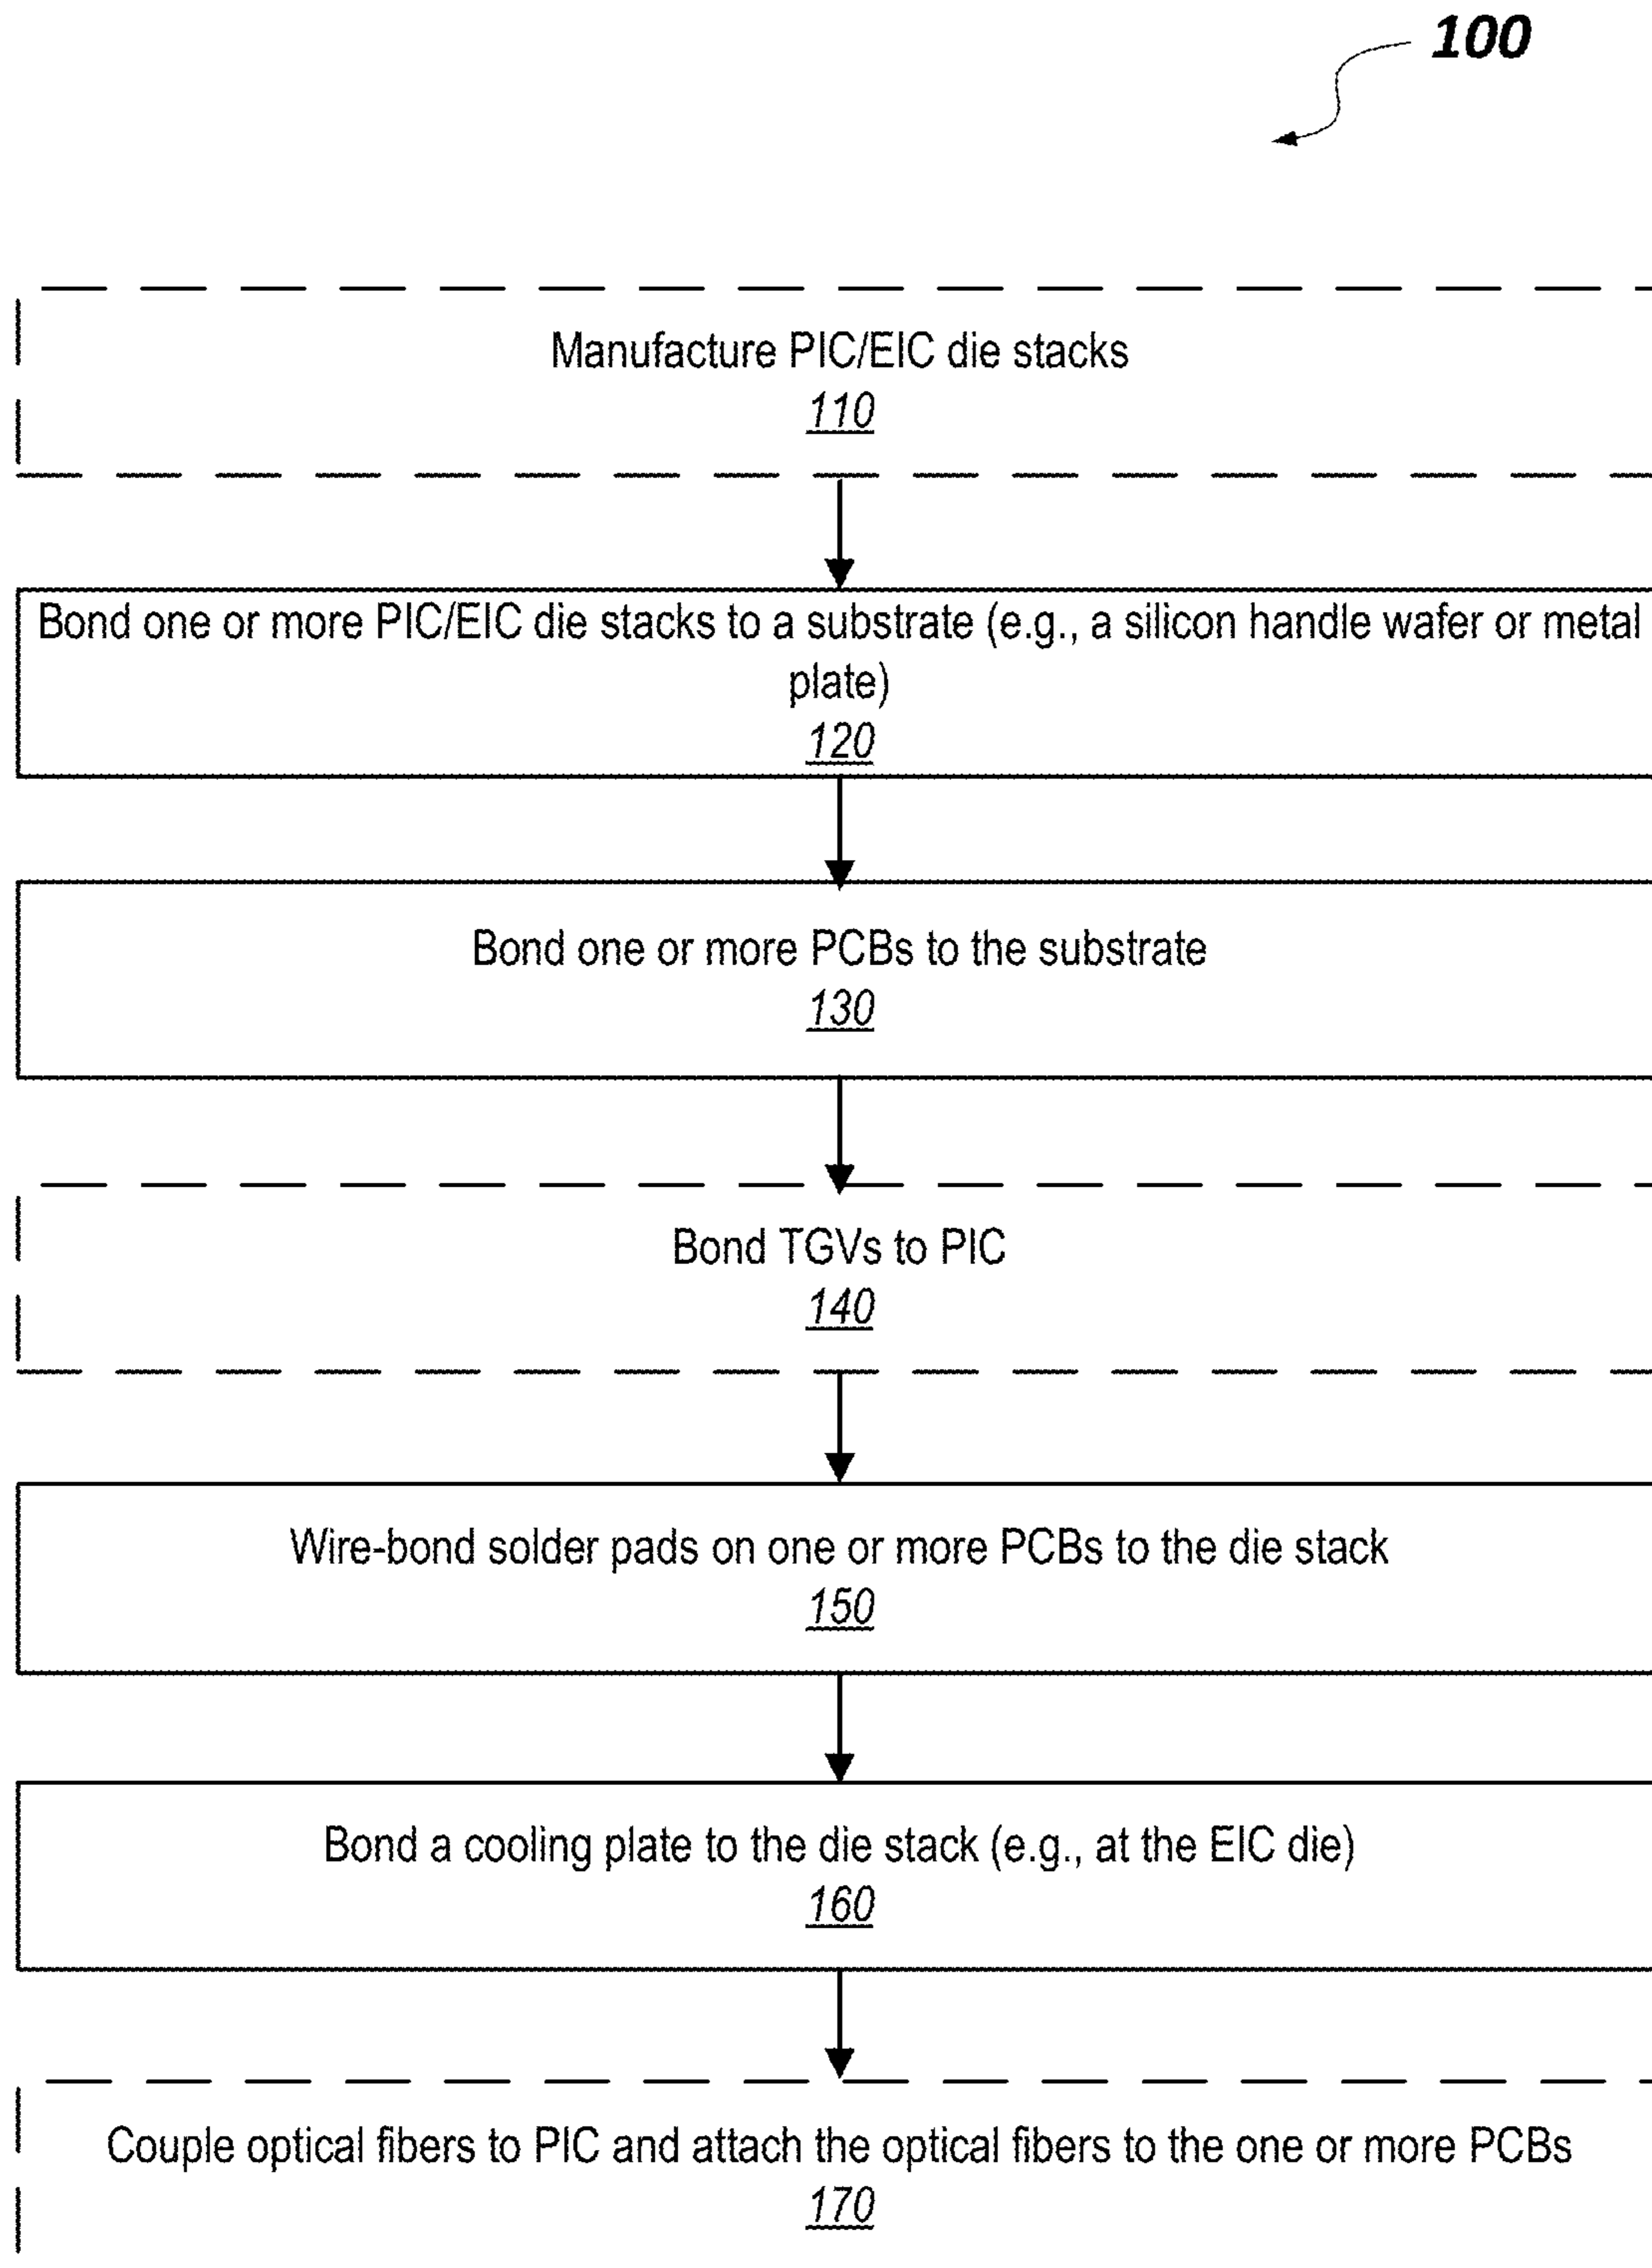 100
Manufacture PIC/EIC die stacks
110
Bond one or more PIC/EIC die stacks to a substrate (e.g., a silicon handle wafer or metal
plate)
120
Bond one or more PCBs to the substrate
130
Bond TGVs to PIC
140
Wire-bond solder pads on one or more PCBs to the die stack
150
Bond a cooling plate to the die stack (e.g., at the EIC die)
160
Couple optical fibers to PIC and attach the optical fibers to the one or more PCBs
170